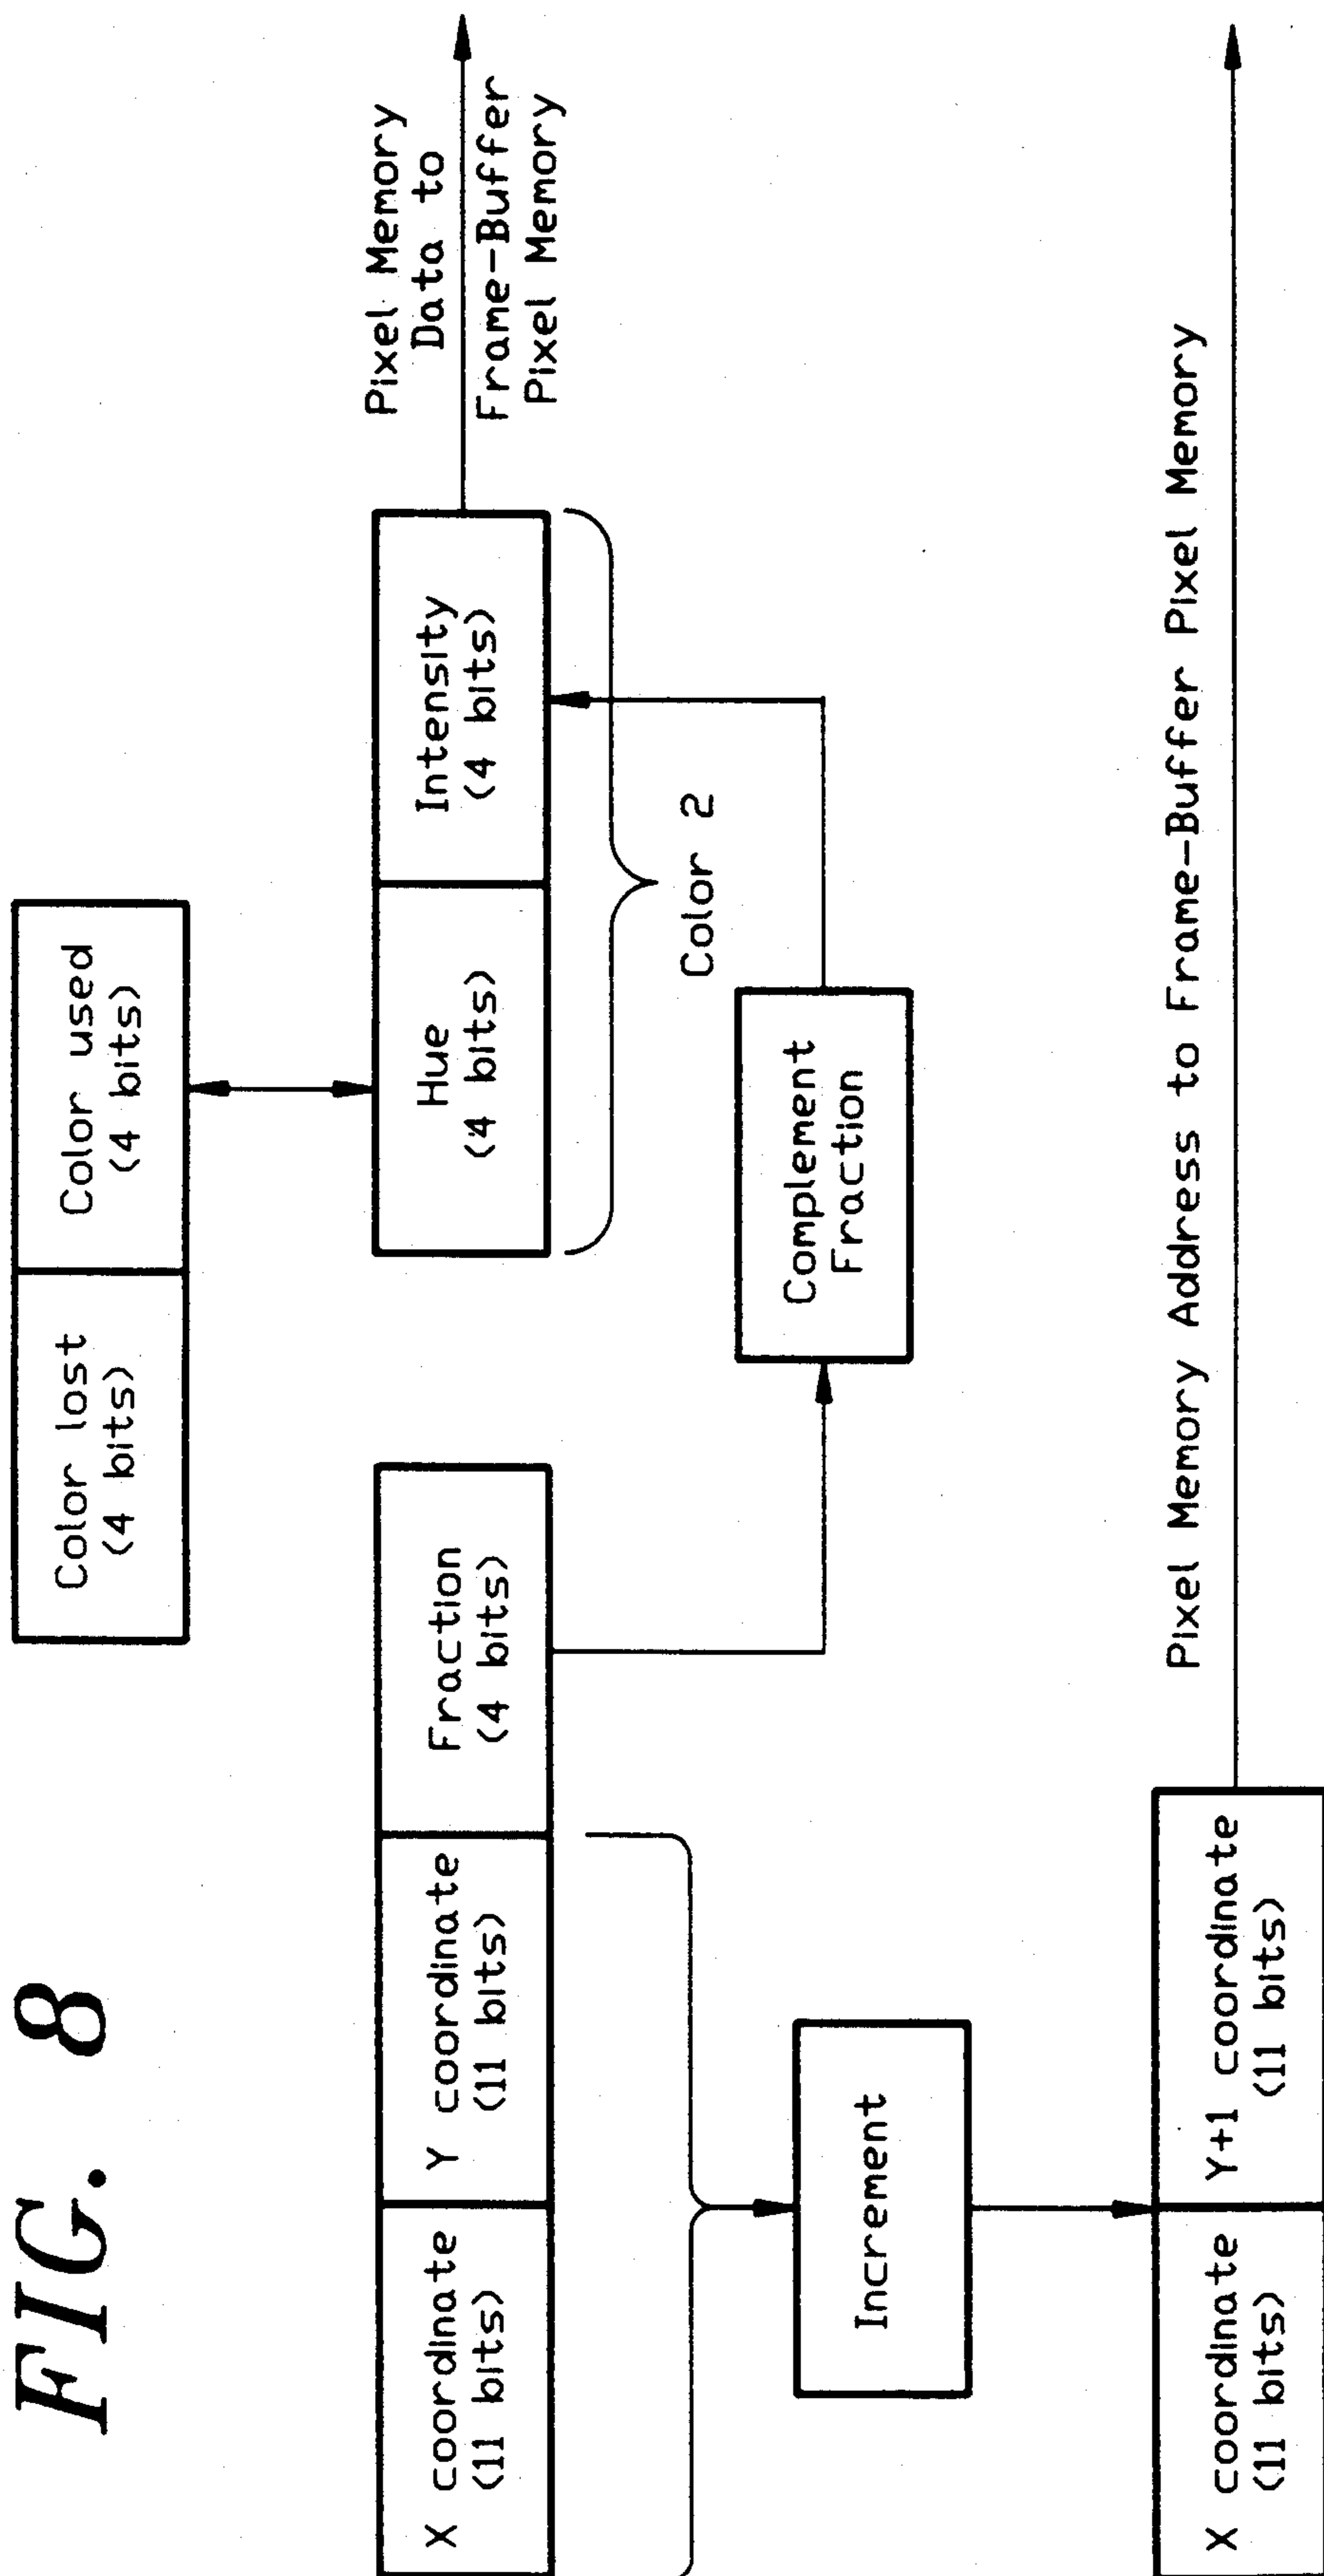 FIG. 8
Color lost
(4 bits)
Color used
(4 bits)
X coordinate
(11 bits)
Y coordinate
(11 bits)
Fraction
(4 bits)
Hue
(4 bits)
Intensity
(4 bits)
Pixel Memory
Data to
Frame-Buffer
Pixel Memory
Color 2
Increment
Complement
Fraction
X coordinate
(11 bits)
Y+1 coordinate
(11 bits)
Pixel Memory Address to Frame-Buffer Pixel Memory